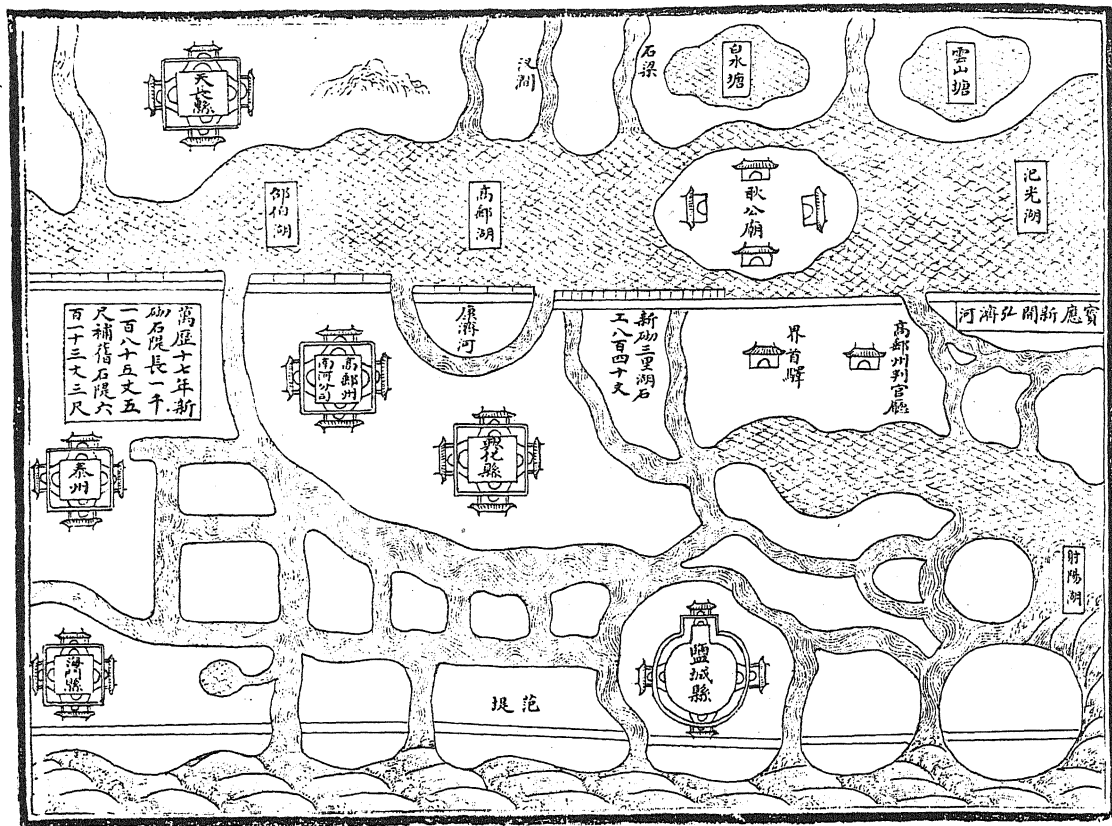 雲山塘
白水塘
石梁
汊澗
天長縣
氾光湖
耿公廟
高郵湖
邵伯湖
寶應新開弘濟河
高郵州判官廳
界首驛
新砌三里湖石
工八百四十丈
康濟河
高郵州
南河分司
萬歷十七年新
砌石隄長一千
一百八十五丈五
尺補舊石隄六
百一十三丈三尺
興化縣
泰州
射陽湖
鹽城縣
范堤
海門縣